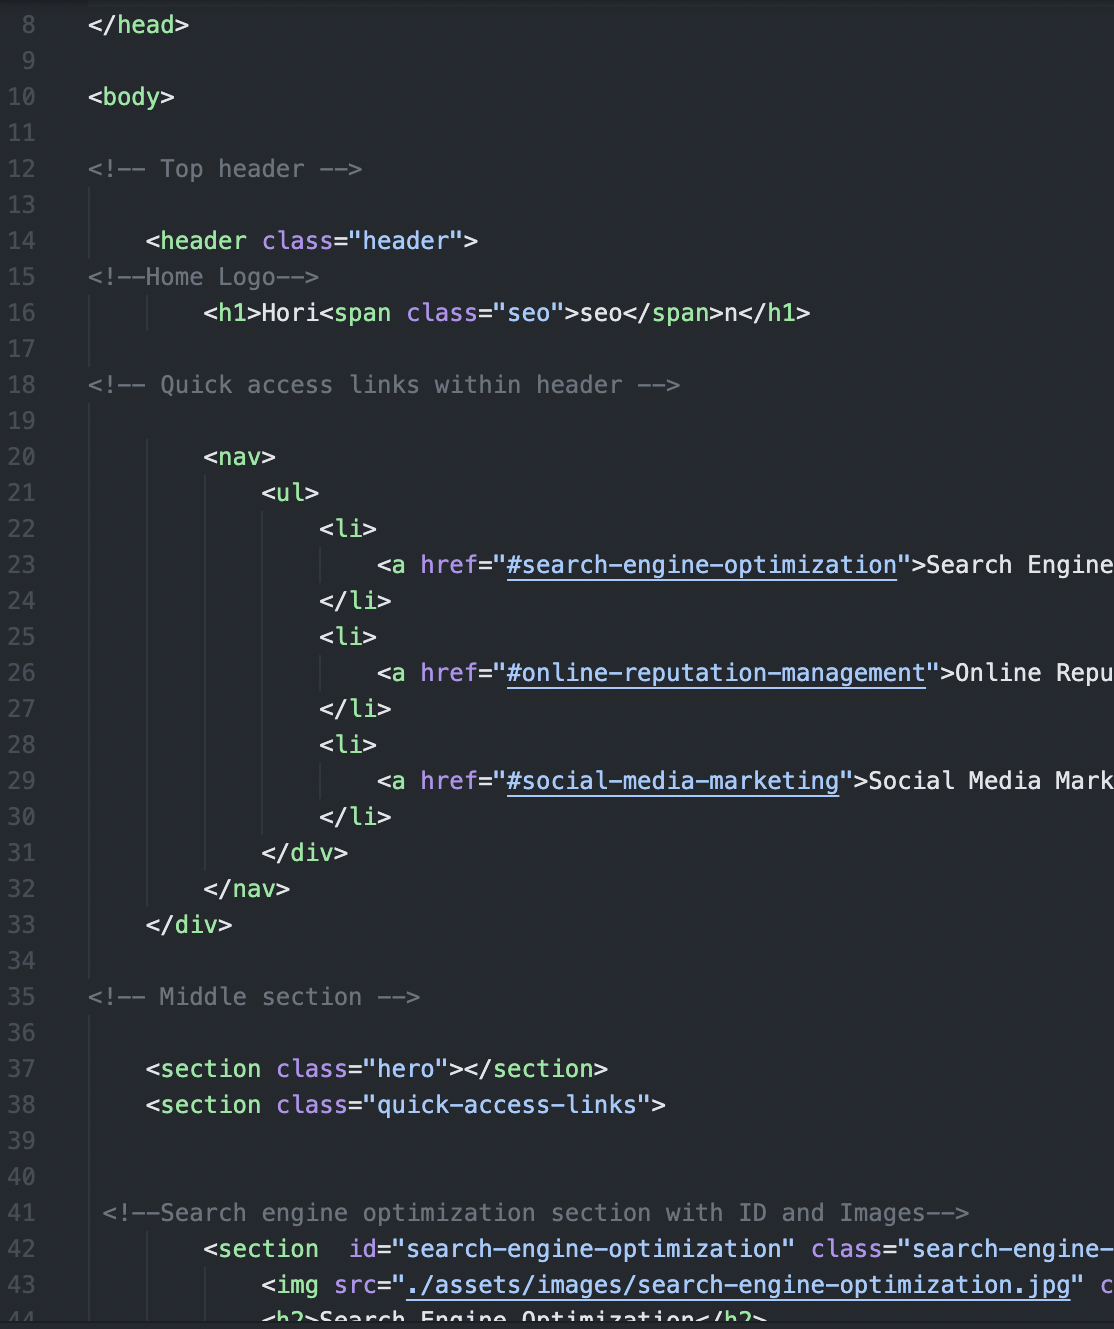 8 </head>
9
10 <body>
11
12 <!-- Top header -->
13
14 <header class="header">
15 <!--Home Logo-->
16 <h1>Hori<span class="seo">seo</span>n</h1>
17
18 <!-- Quick access links within header -->
19
20 <nav>
21 <ul>
22 <li>
23 <a href="#search-engine-optimization">Search Engine
24 </li>
25 <li>
26 <a href="#online-reputation-management">Online Repu
27 </li>
28 <li>
29 <a href="#social-media-marketing">Social Media Mark
30 </li>
31 </div>
32 </nav>
33 </div>
34
35 <!-- Middle section -->
36
37 <section class="hero"></section>
38 <section class="quick-access-links">
39
40
41 <!--Search engine optimization section with ID and Images-->
42 <section  id="search-engine-optimization" class="search-engine-
43 <img src="./assets/images/search-engine-optimization.jpg" c
44 <h2>Search Engine Optimization</h2>